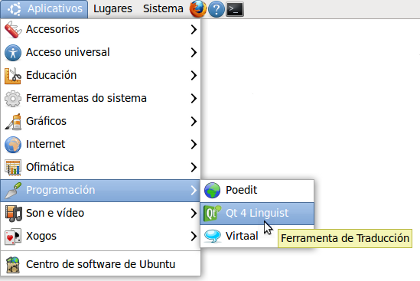 Aplicativos Lugares Sistema
Accesorios
Acceso universal
Educación
Ferramentas do sistema
Gráficos
Internet
Ofimática
Programación
Poedit
Son e vídeo
Qt 4 Linguist
Xogos
Virtaal
Ferramenta de Traducción
Centro de software de Ubuntu